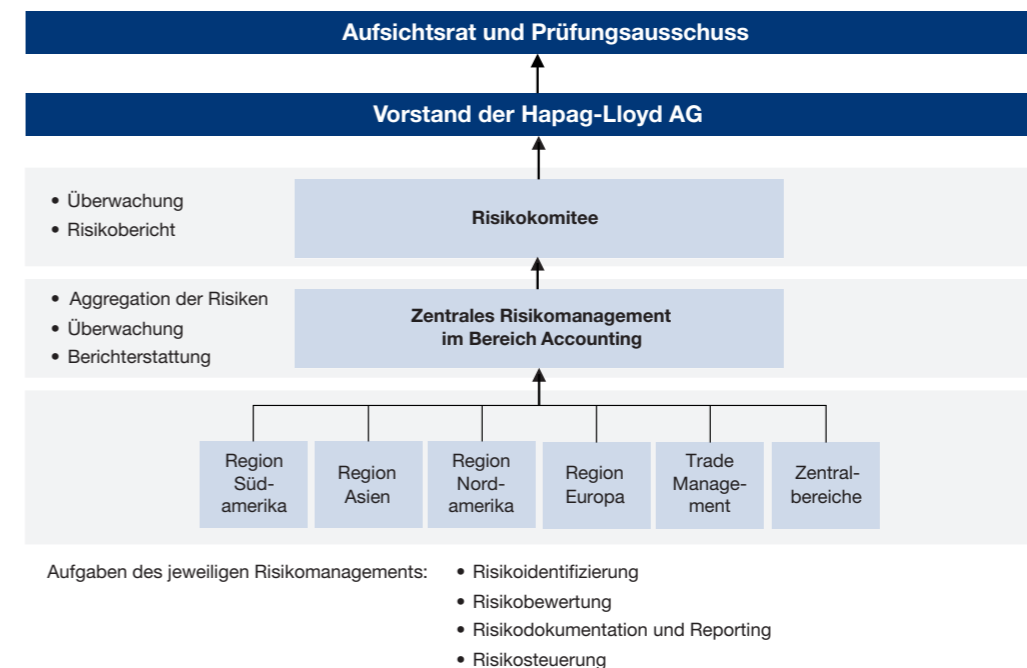 Aufsichtsrat und Prüfungsausschuss
Vorstand der Hapag-Lloyd AG
• Überwachung
• Risikobericht
Risikokomitee
• Aggregation der Risiken
• Überwachung
• Berichterstattung
Zentrales Risikomanagement
im Bereich Accounting
Region
Süd-
amerika
Region
Asien
Region
Nord-
amerika
Region
Europa
Trade
Manage-
ment
Zentral-
bereiche
Aufgaben des jeweiligen Risikomanagements:
• Risikoidentifizierung
• Risikobewertung
• Risikodokumentation und Reporting
• Risikosteuerung